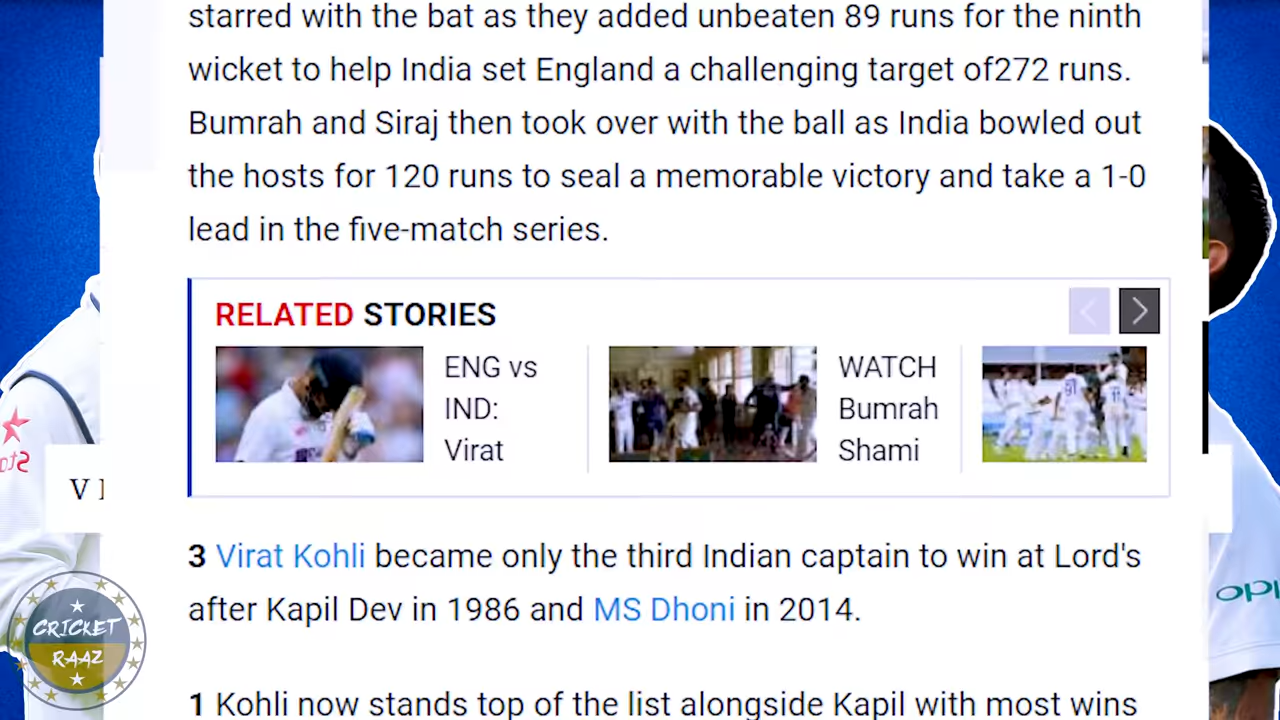 starred with the bat as they added unbeaten 89 runs for the ninth
wicket to help India set England a challenging target of272 runs.
Bumrah and Siraj then took over with the ball as India bowled out
the hosts for 120 runs to seal a memorable victory and take a 1-0
lead in the five-match series.
RELATED STORIES
ENG vs
IND:
Virat
WATCH
Bumrah
Shami
3 Virat Kohli became only the third Indian captain to win at Lord's
after Kapil Dev in 1986 and MS Dhoni in 2014.
1 Kohli now stands top of the list alongside Kapil with most wins
CRICKET
RAAZ